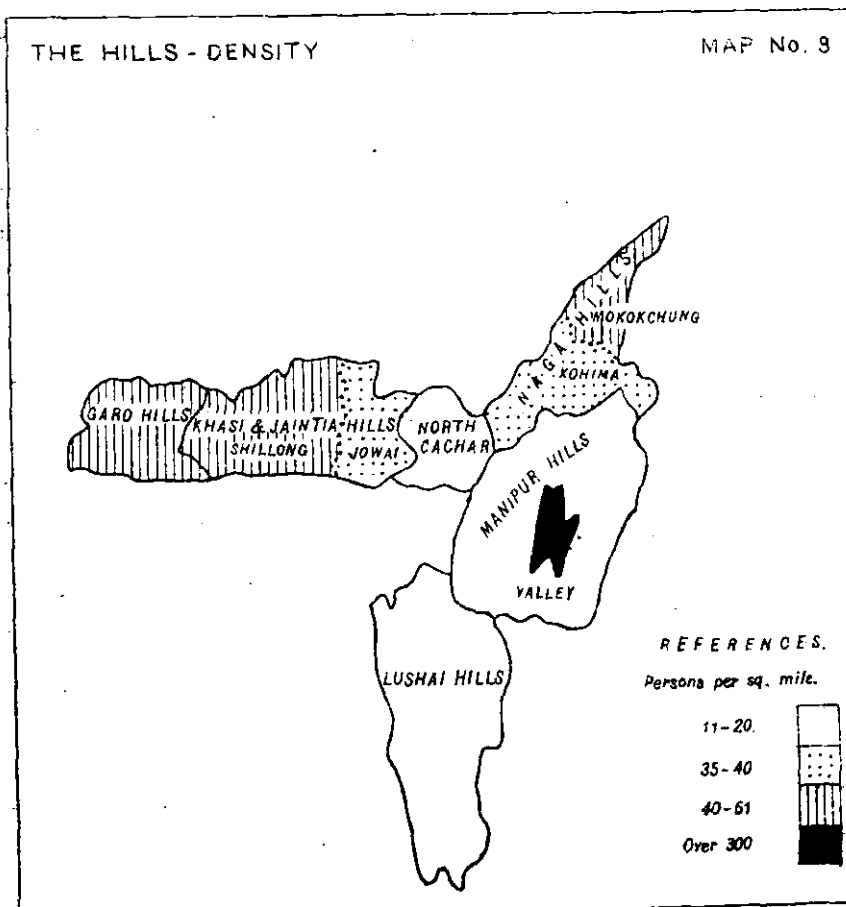 THE HILLS - DENSITY
MAP No. 3
NAGA HILLS
MOKOKCHUNG
KOHIMA
GARO HILLS
KHASI & JAINTIA HILLS
SHILLONG
JOWAI
NORTH
CACHAR
MANIPUR HILLS
VALLEY
LUSHAI HILLS
REFERENCES.
Persons per sq. mile.
11-20.
35-40
40-61
Over 300